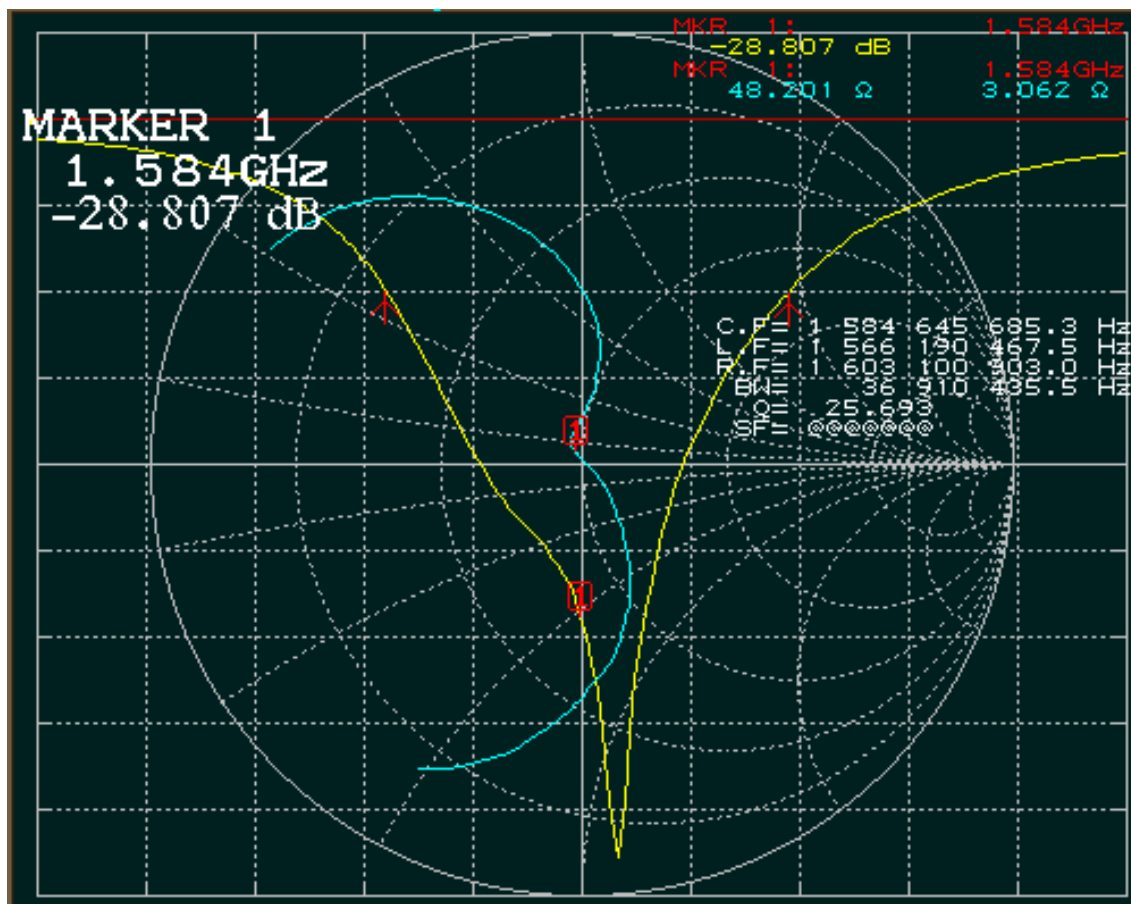 MKR 1: 1.584GHz
-28.807 dB
MKR 1: 1.584GHz
48.201 Ω 3.062 Ω
MARKER 1
1.584GHz
-28.807 dB
C.F= 1 584 645 685.3 Hz
L.F= 1 566 190 467.5 Hz
R.F= 1 603 100 903.0 Hz
BW= 36 910 435.5 Hz
Q= 25.693
SF= @@@@@@@
1
1